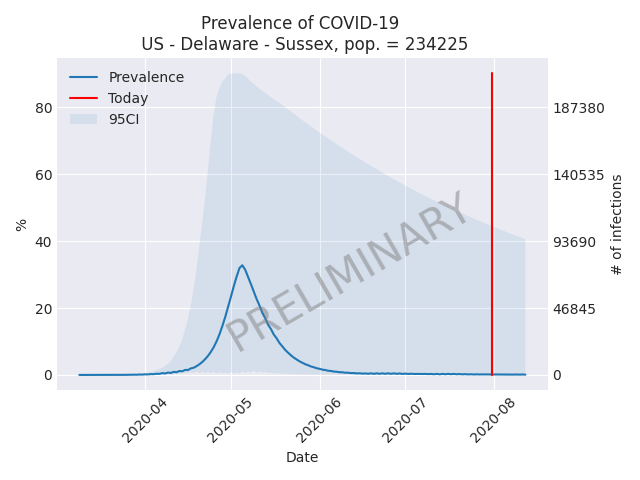 Prevalence of COVID-19
US - Delaware - Sussex, pop. = 234225
Prevalence
Today
95CI
80
60
40
20
0
%
187380
140535
93690
46845
0
# of infections
PRELIMINARY
2020-04
2020-05
2020-06
2020-07
2020-08
Date